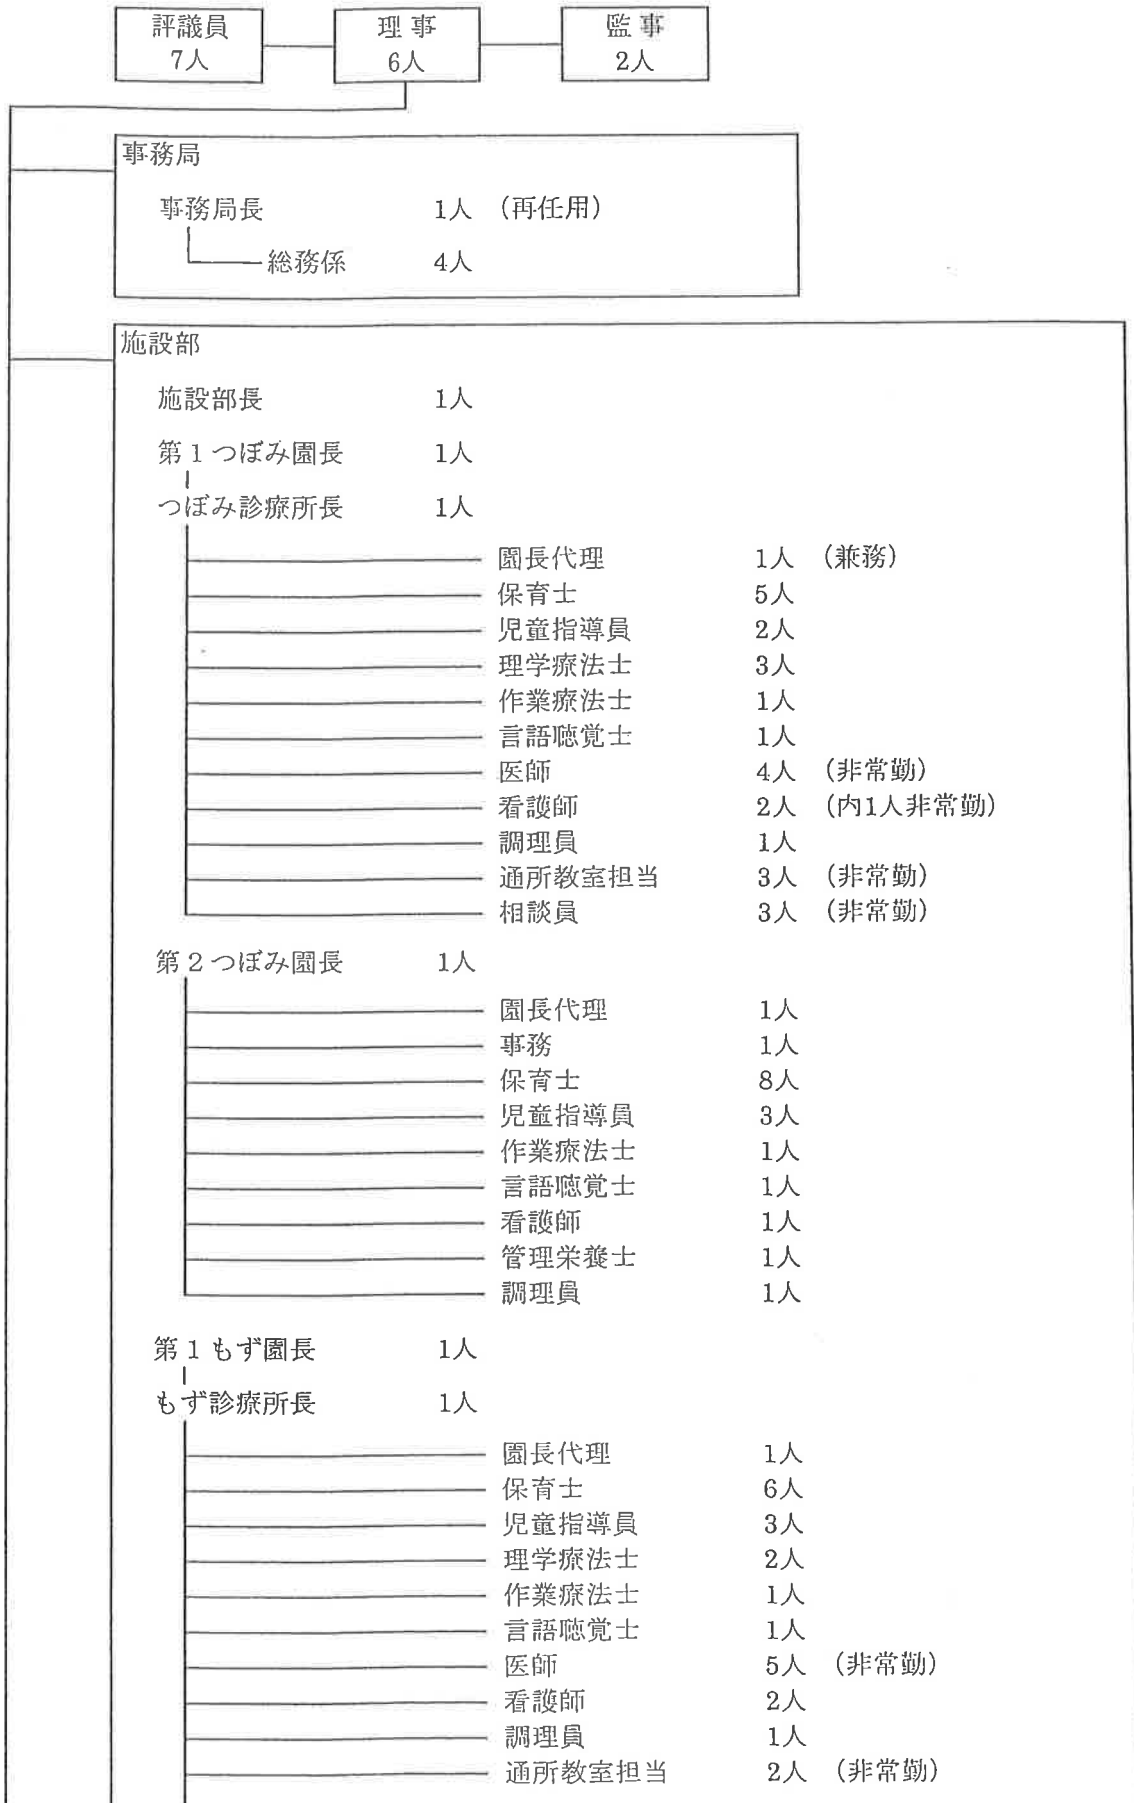 評議員 理事 監事
7人 6人 2人
事務局
事務局長 1人 (再任用)
総務係 4人
施設部
施設部長 1人
第1つぼみ園長 1人
つぼみ診療所長 1人
園長代理 1人 (兼務)
保育士 5人
児童指導員 2人
理学療法士 3人
作業療法士 1人
言語聴覚士 1人
医師 4人 (非常勤)
看護師 2人 (内1人非常勤)
調理員 1人
通所教室担当 3人 (非常勤)
相談員 3人 (非常勤)
第2つぼみ園長 1人
園長代理 1人
事務 1人
保育士 8人
児童指導員 3人
作業療法士 1人
言語聴覚士 1人
看護師 1人
管理栄養士 1人
調理員 1人
第1もず園長 1人
もず診療所長 1人
園長代理 1人
保育士 6人
児童指導員 3人
理学療法士 2人
作業療法士 1人
言語聴覚士 1人
医師 5人 (非常勤)
看護師 2人
調理員 1人
通所教室担当 2人 (非常勤)